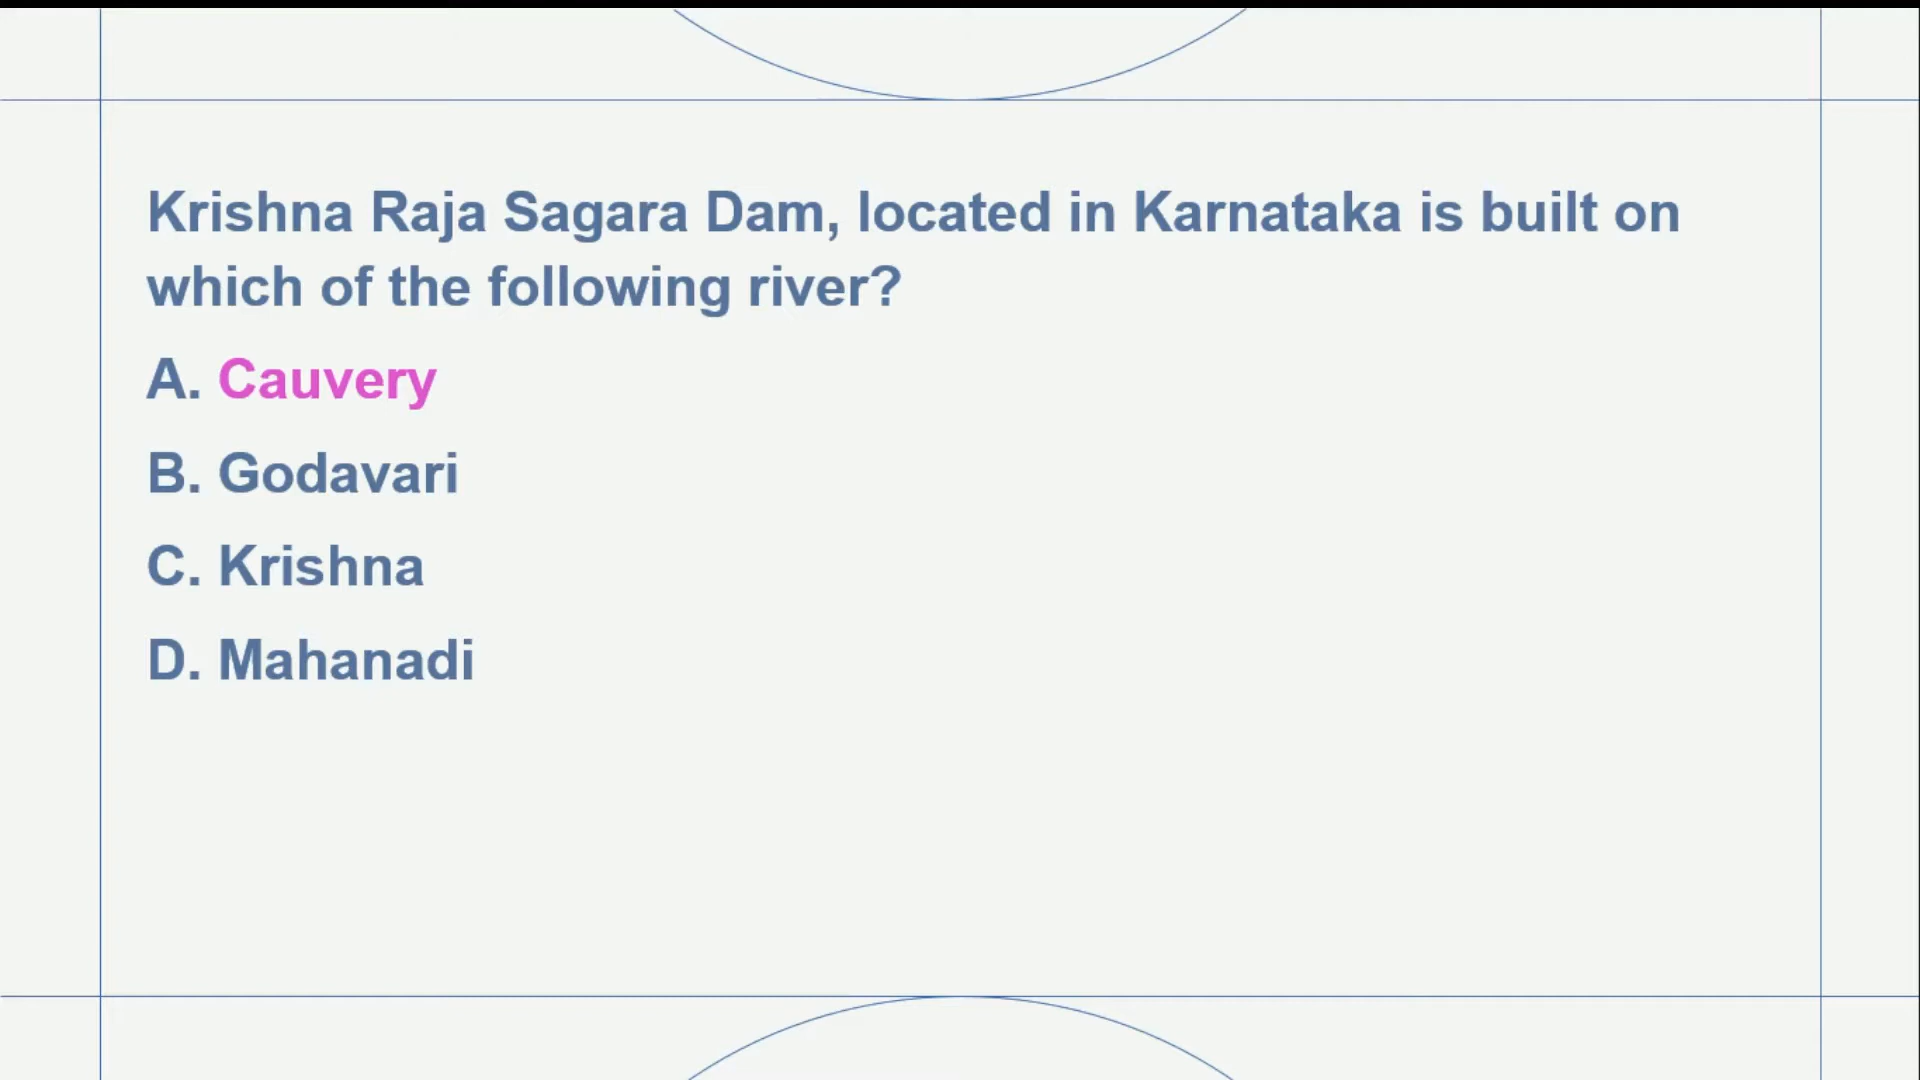 Krishna Raja Sagara Dam, located in Karnataka is built on
which of the following river?
A. Cauvery
B. Godavari
C. Krishna
D. Mahanadi